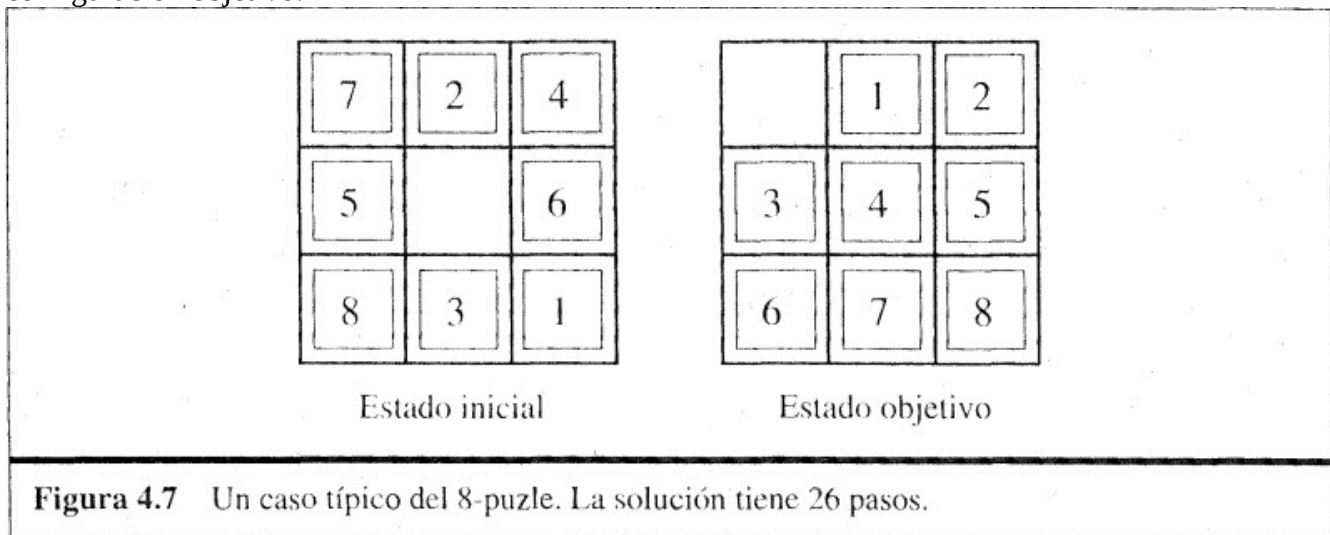 7 2 4 1 2
5 6 3 4 5
8 3 1 6 7 8
Estado inicial Estado objetivo
Figura 4.7 Un caso típico del 8-puzle. La solución tiene 26 pasos.